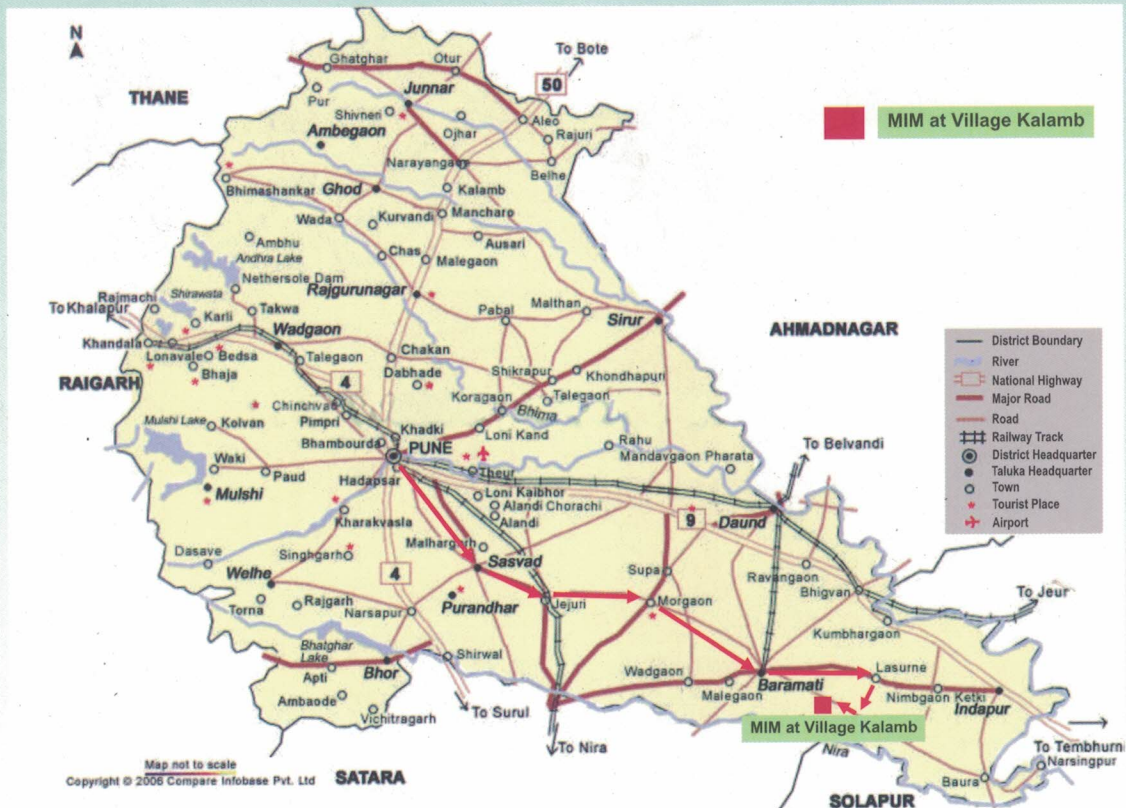 N
To Bote
Ghatghar
Otur
50
THANE
Pur
Junnar
Shivneri
MIM at Village Kalamb
Ambegaon
Ojhar
Aleo
Rajuri
Narayangao
Belhe
Bhimashankar
Ghod
Kalamb
Wada
Kurvandi
Mancharo
Ambhu
Ausari
Andhra Lake
Chas
Malegaon
Nethersole Dam
Rajmachi
Shirawata
Rajgurunagar
To Khalapur
Karli
Takwa
Pabal
Malthan
Sirur
AHMADNAGAR
Khandala
Wadgaon
Lonavale
Bedsa
Talegaon
Chakan
RAIGARH
Bhaja
Dabhade
Shikrapur
Khondhapuri
4
Koragaon
Talegaon
Chinchvad
Bhima
Mulshi Lake
Kolvan
Pimpri
Khadki
Loni Kand
Bhambourda
PUNE
Rahu
To Belvandi
Mandavgaon Pharata
Waki
Paud
Theur
Hadapsar
Mulshi
Loni Kalbhor
Alandi Chorachi
Kharakvasla
Alandi
9
Daund
Dasave
Singhgarh
Malhargarh
Sasvad
Welhe
4
Supa
Ravangaon
Bhigvan
To Jeur
Torna
Rajgarh
Narsapur
Purandhar
Jejuri
Morgaon
Kumbhargaon
Bhatghar
Lake
Shirwal
Apti
Bhor
Wadgaon
Malegaon
Baramati
Lasurne
Nimbgaon Ketki
Indapur
Ambaode
Vichitragarh
To Surul
MIM at Village Kalamb
To Nira
Nira
To Tembhurni
Narsingpur
Baura
Map not to scale
Copyright © 2006 Compare Infobase Pvt. Ltd
SATARA
SOLAPUR
District Boundary
River
National Highway
Major Road
Road
Railway Track
District Headquarter
Taluka Headquarter
Town
Tourist Place
Airport